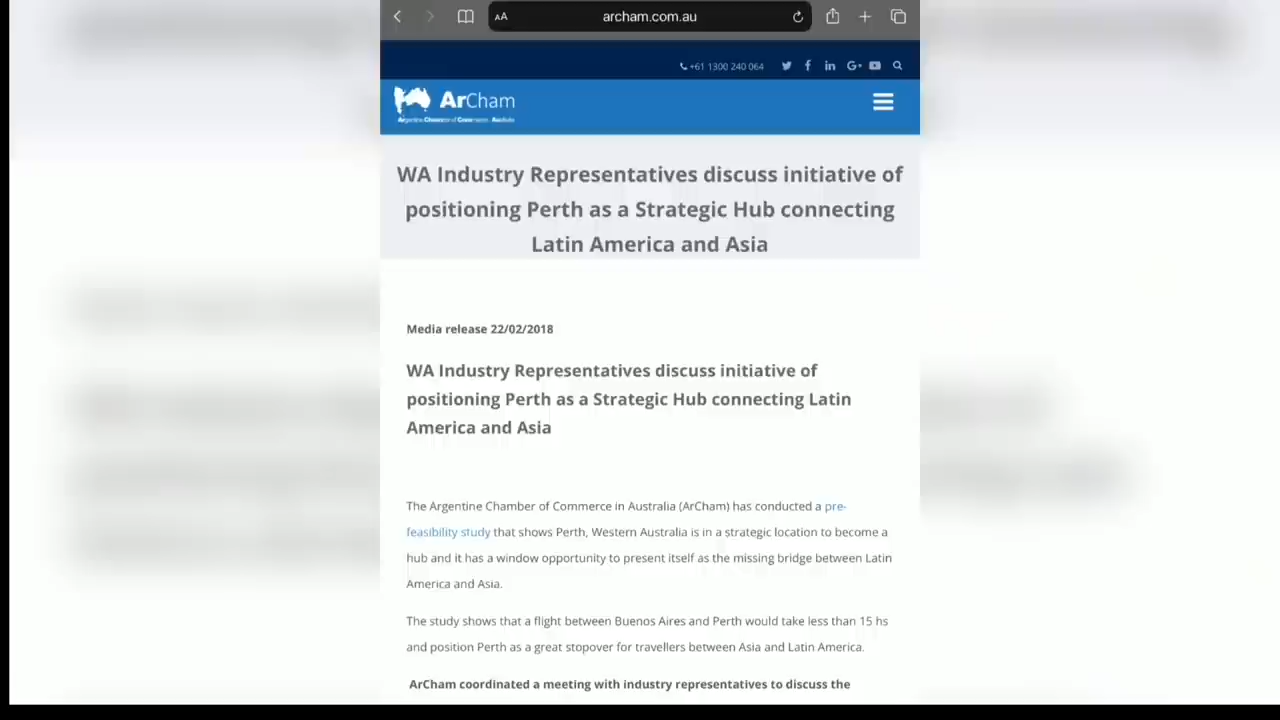 AA archam.com.au
+61 1300 240 064
ArCham
Argentine Chamber of Commerce. Australia
WA Industry Representatives discuss initiative of
positioning Perth as a Strategic Hub connecting
Latin America and Asia
Media release 22/02/2018
WA Industry Representatives discuss initiative of
positioning Perth as a Strategic Hub connecting Latin
America and Asia
The Argentine Chamber of Commerce in Australia (ArCham) has conducted a pre-
feasibility study that shows Perth, Western Australia is in a strategic location to become a
hub and it has a window opportunity to present itself as the missing bridge between Latin
America and Asia.
The study shows that a flight between Buenos Aires and Perth would take less than 15 hs
and position Perth as a great stopover for travellers between Asia and Latin America.
ArCham coordinated a meeting with industry representatives to discuss the